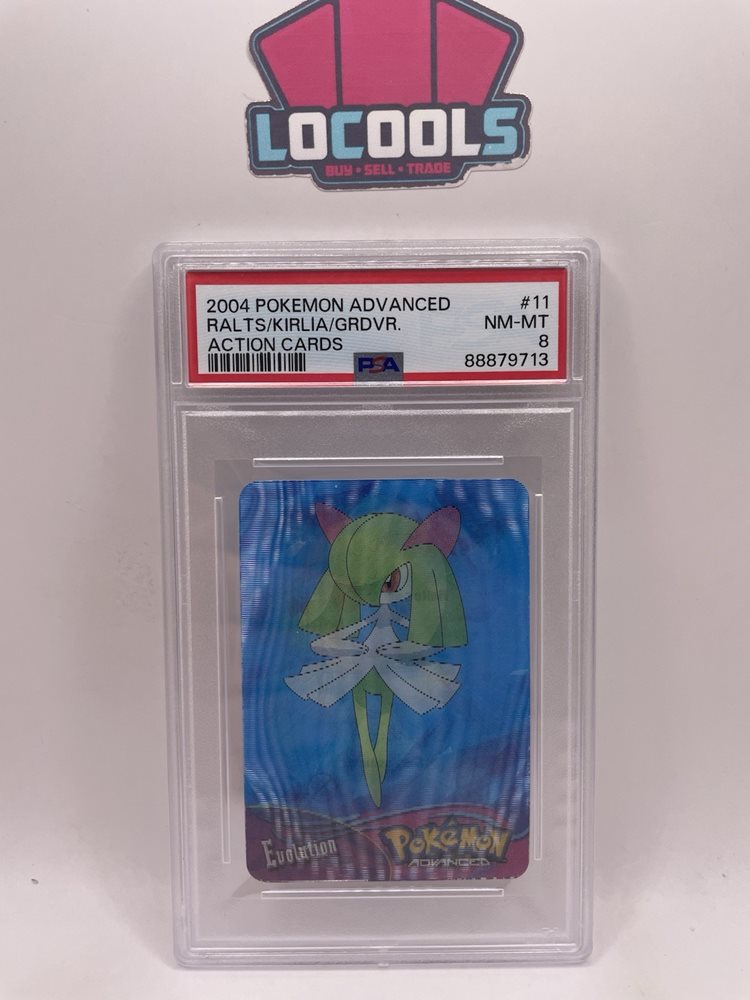 LOCOOLS
BUY • SELL • TRADE
2004 POKEMON ADVANCED #11
RALTS/KIRLIA/GRDVR. NM-MT
ACTION CARDS 8
PSA 88879713
Evolution
POKéMON
ADVANCED